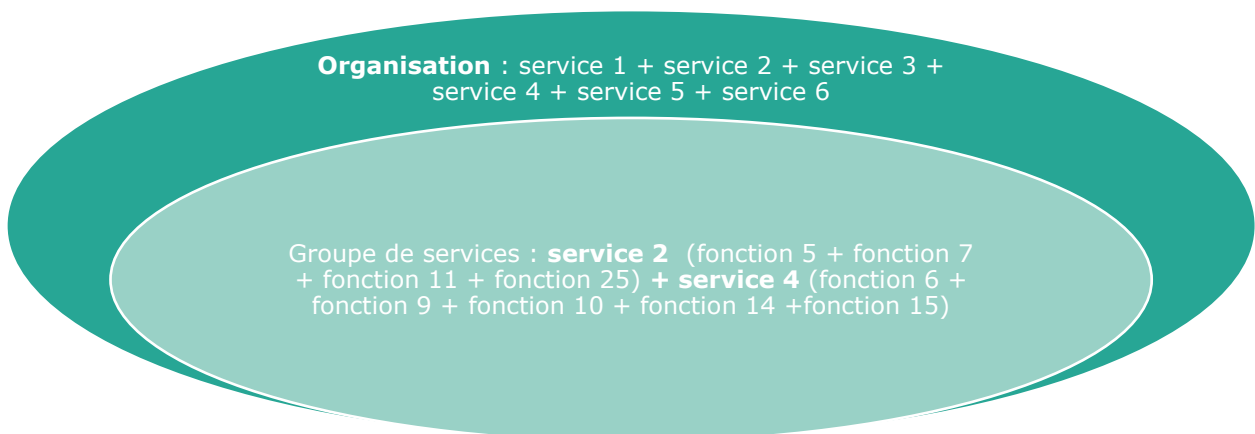 Organisation : service 1 + service 2 + service 3 +
service 4 + service 5 + service 6
Groupe de services : service 2  (fonction 5 + fonction 7
+ fonction 11 + fonction 25) + service 4 (fonction 6 +
fonction 9 + fonction 10 + fonction 14 +fonction 15)